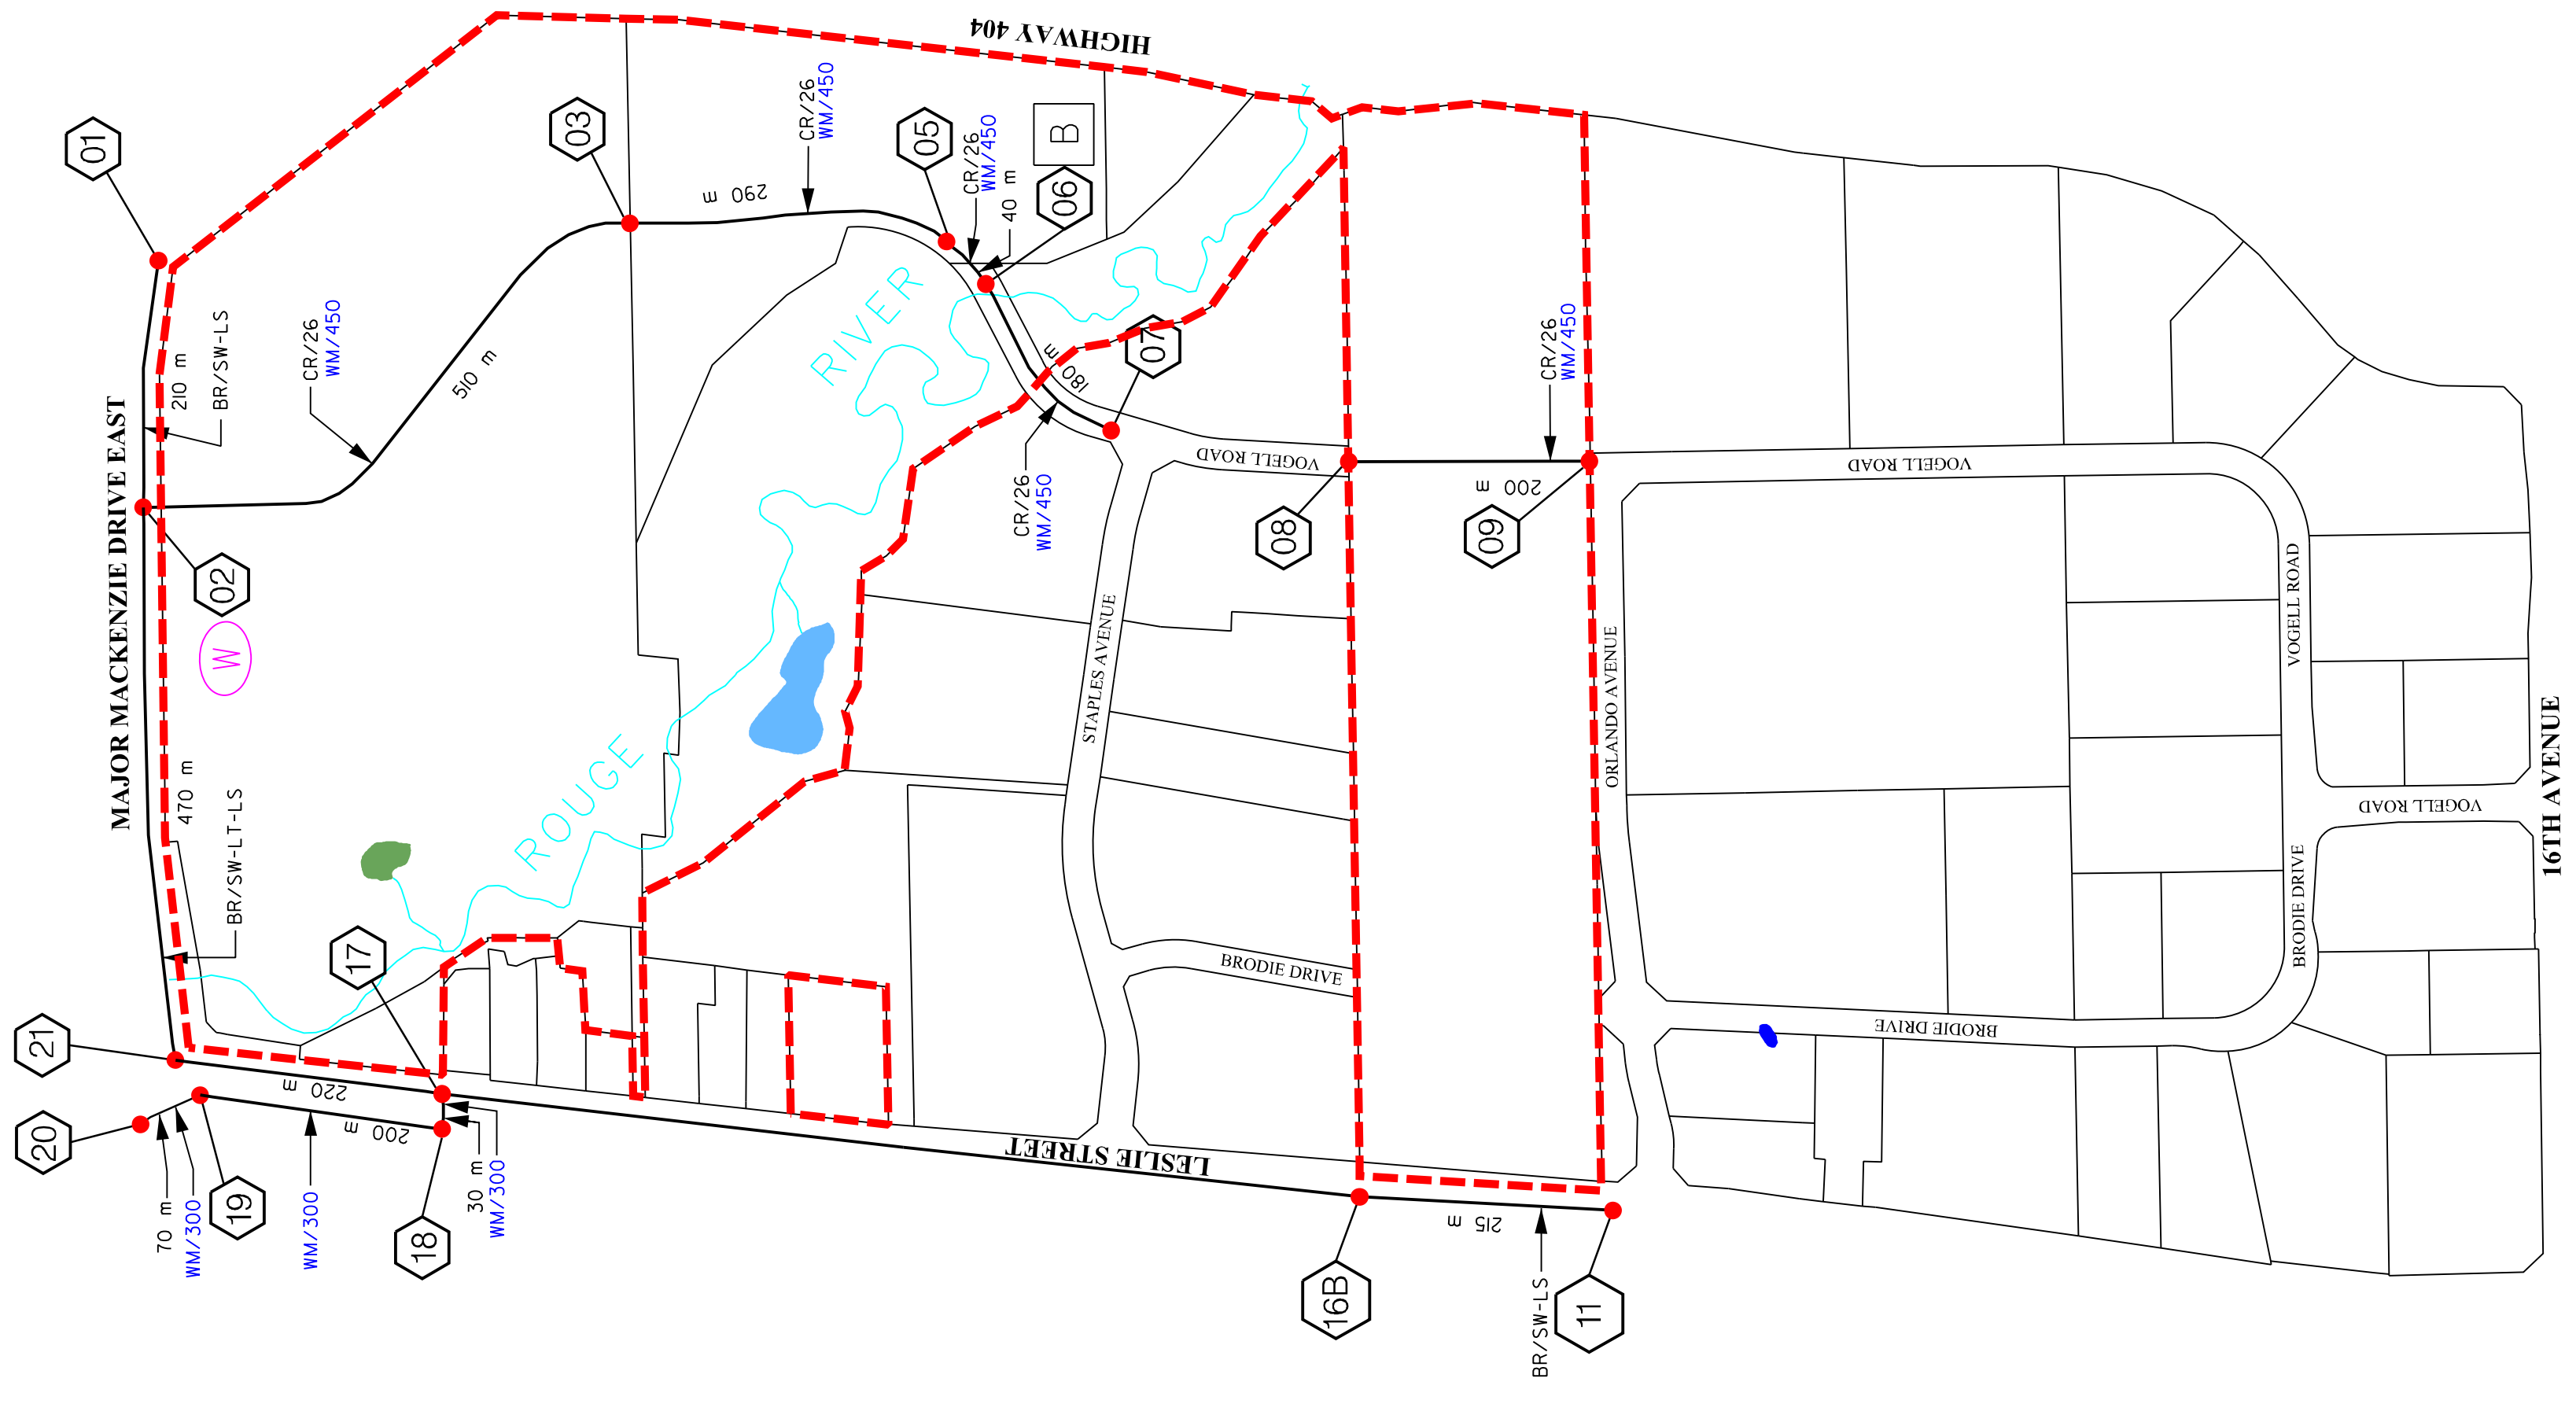 HIGHWAY 404
01
03
CR/26
WM/450
290 m
05
CR/26
WM/450
40 m
B
06
210 m
BR/SW-LS
CR/26
WM/450
510 m
RIVER
07
180 m
CR/26
WM/450
MAJOR MACKENZIE DRIVE EAST
02
W
VOGELL ROAD
08
200 m
09
CR/26
WM/450
VOGELL ROAD
STAPLES AVENUE
ORLANDO AVENUE
VOGELL ROAD
VOGELL ROAD
16TH AVENUE
470 m
BR/SW-LT-LS
ROUGE
17
BRODIE DRIVE
BRODIE DRIVE
BRODIE DRIVE
21
220 m
20
70 m
WM/300
19
200 m
WM/300
18
30 m
WM/300
LESLIE STREET
16B
215 m
BR/SW-LS
11